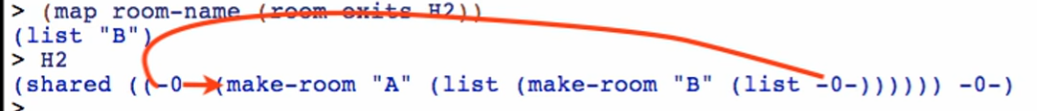 > (map room-name (room-exits H2))
(list "B")
> H2
(shared ((-0- (make-room "A" (list (make-room "B" (list -0-)))))) -0-)
>